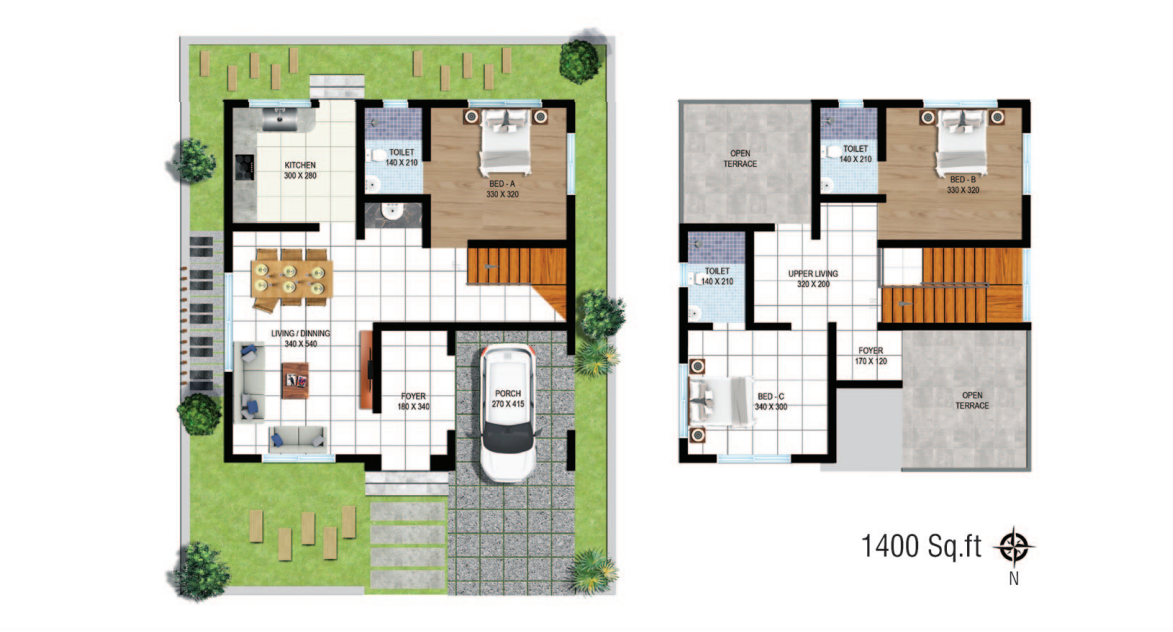 KITCHEN
300 X 280
TOILET
140 X 210
BED - A
330 X 320
LIVING / DINNING
340 X 540
FOYER
180 X 340
PORCH
270 X 415
OPEN
TERRACE
TOILET
140 X 210
BED - B
330 X 320
TOILET
140 X 210
UPPER LIVING
320 X 200
FOYER
170 X 120
BED - C
340 X 300
OPEN
TERRACE
1400 Sq.ft
N